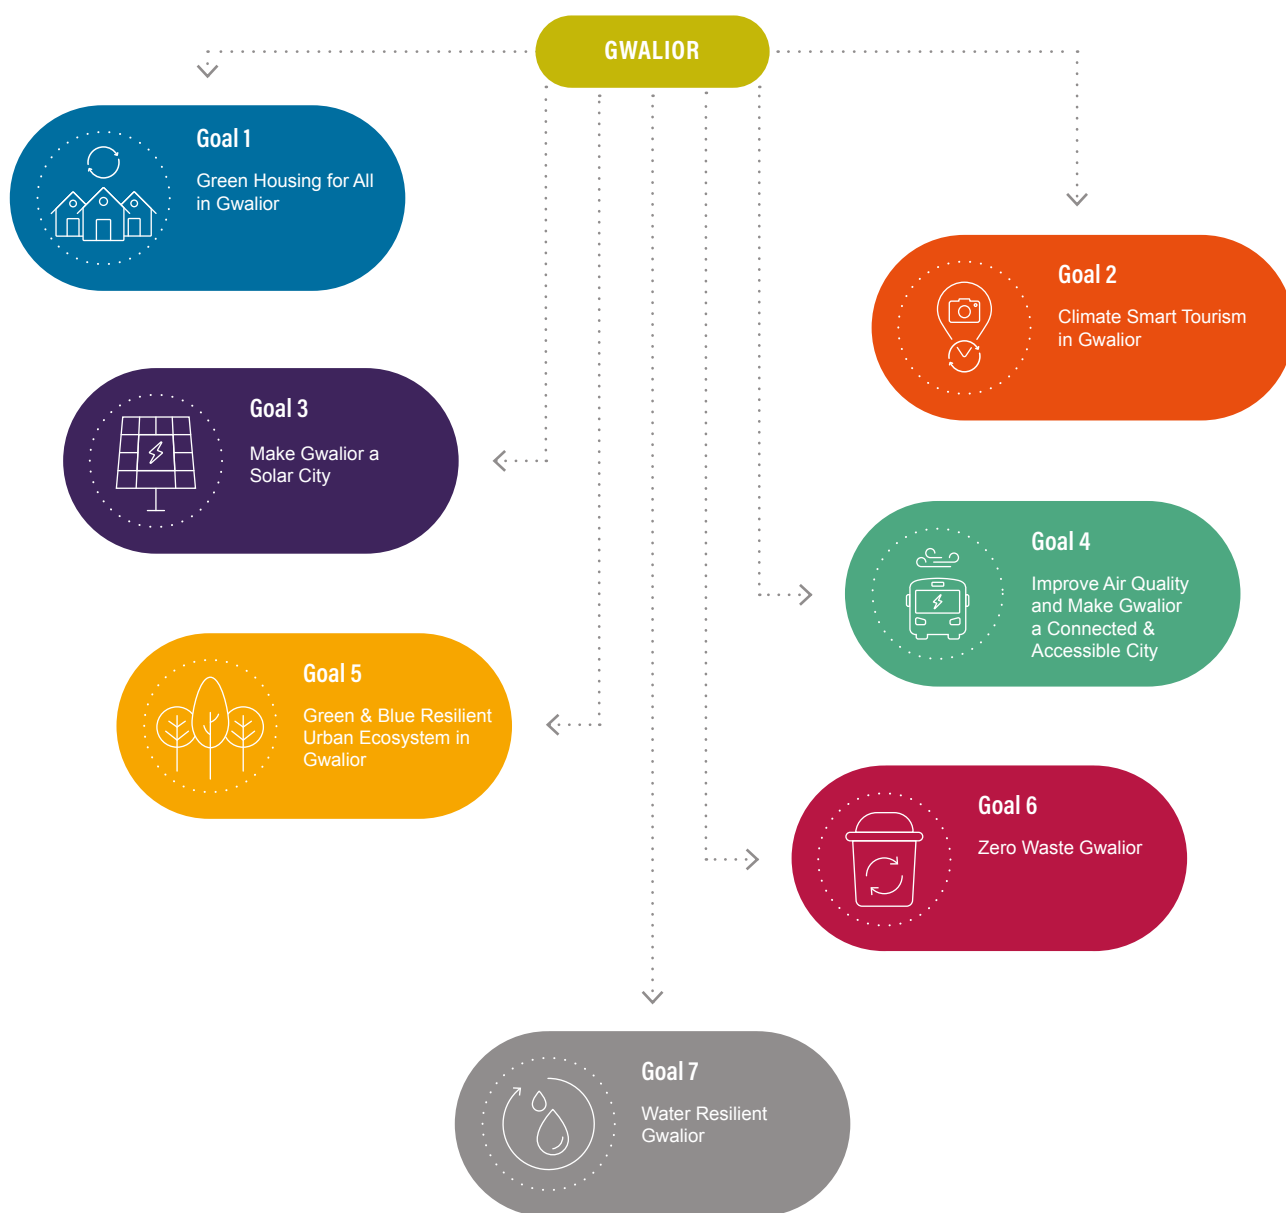 GWALIOR
Goal 1
Green Housing for All
in Gwalior
Goal 2
Climate Smart Tourism
in Gwalior
Goal 3
Make Gwalior a
Solar City
Goal 4
Improve Air Quality
and Make Gwalior
a Connected &
Accessible City
Goal 5
Green & Blue Resilient
Urban Ecosystem in
Gwalior
Goal 6
Zero Waste Gwalior
Goal 7
Water Resilient
Gwalior